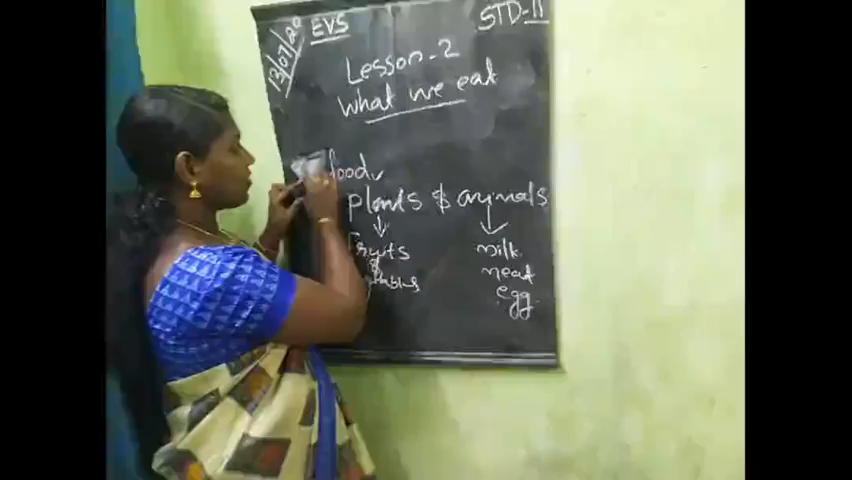 13/07/20
EVS
STD-II
Lesson-2
What we eat
food
plants & animals
Fruits
&
milk
meat
egg